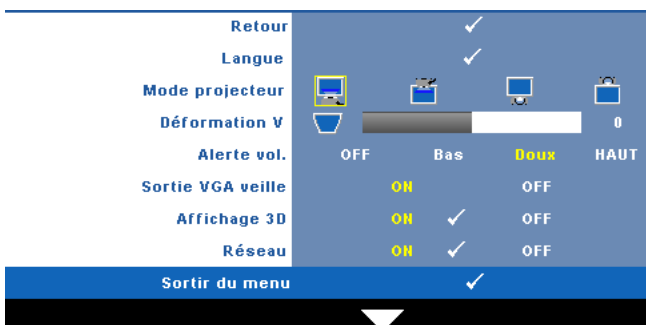 Retour
Langue
Mode projecteur
Déformation V 0
Alerte vol. OFF Bas Doux HAUT
Sortie VGA veille ON OFF
Affichage 3D ON OFF
Réseau ON OFF
Sortir du menu